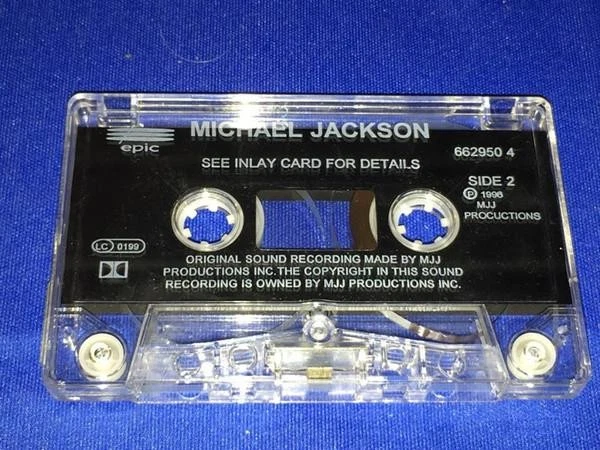 epic
MICHAEL JACKSON
SEE INLAY CARD FOR DETAILS
662950 4
SIDE 2
℗ 1996
MJJ
PROCUCTIONS
LC 0199
ORIGINAL SOUND RECORDING MADE BY MJJ
PRODUCTIONS INC.THE COPYRIGHT IN THIS SOUND
RECORDING IS OWNED BY MJJ PRODUCTIONS INC.